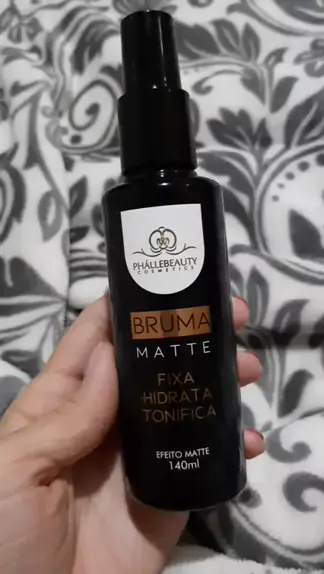 PHÁLLEBEAUTY
COSMETICS
BRUMA
MATTE
FIXA
HIDRATA
TONIFICA
EFEITO MATTE
140ml